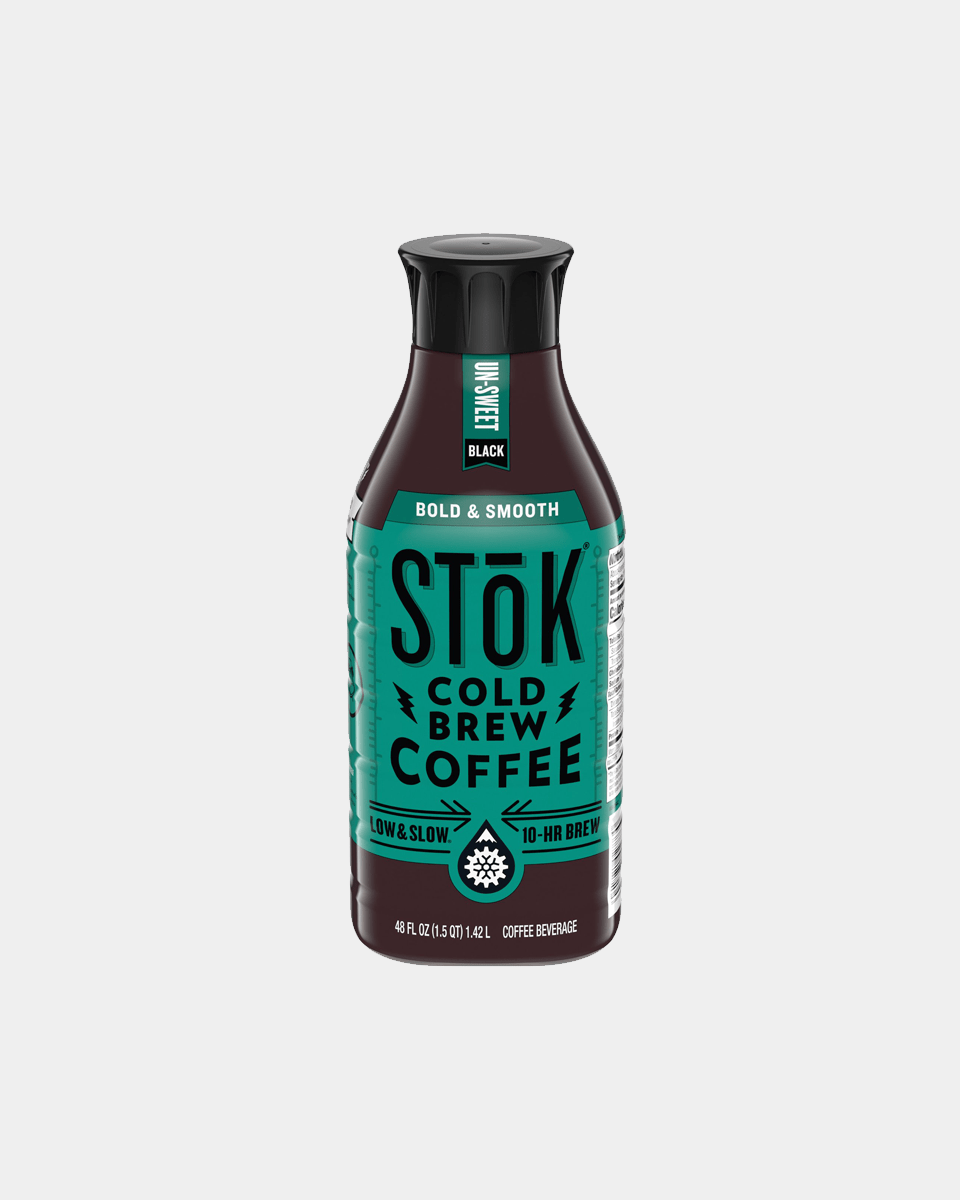 UN-SWEET
BLACK
BOLD & SMOOTH
STōK®
COLD
BREW
COFFEE
LOW & SLOW. 10-HR BREW
48 FL OZ (1.5 QT) 1.42 L COFFEE BEVERAGE